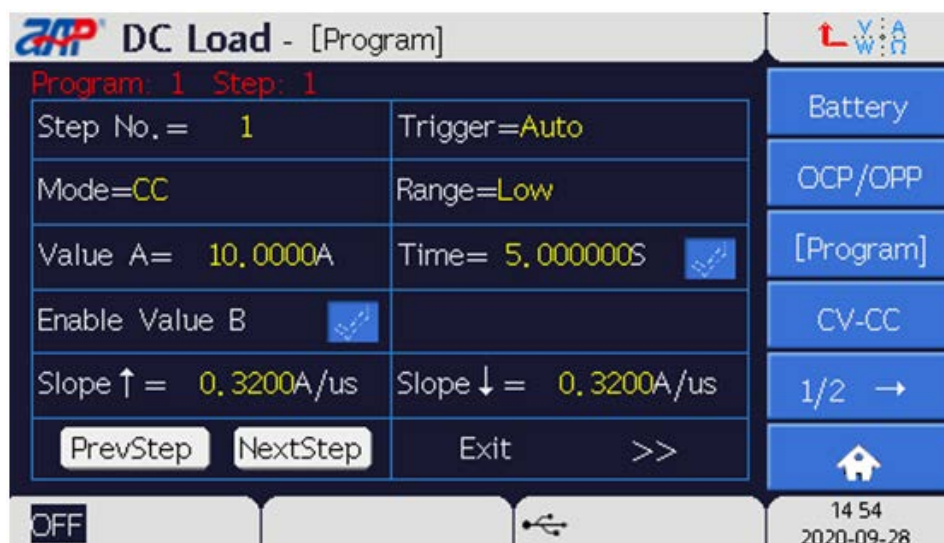 ZAP DC Load - [Program]
Program: 1 Step: 1
Step No.= 1 Trigger=Auto
Mode=CC Range=Low
Value A= 10.0000A Time= 5.000000S
Enable Value B
Slope↑= 0.3200A/us Slope↓= 0.3200A/us
PrevStep NextStep Exit >>
V A
W Ω
Battery
OCP/OPP
[Program]
CV-CC
1/2 →
OFF
14 54
2020-09-28